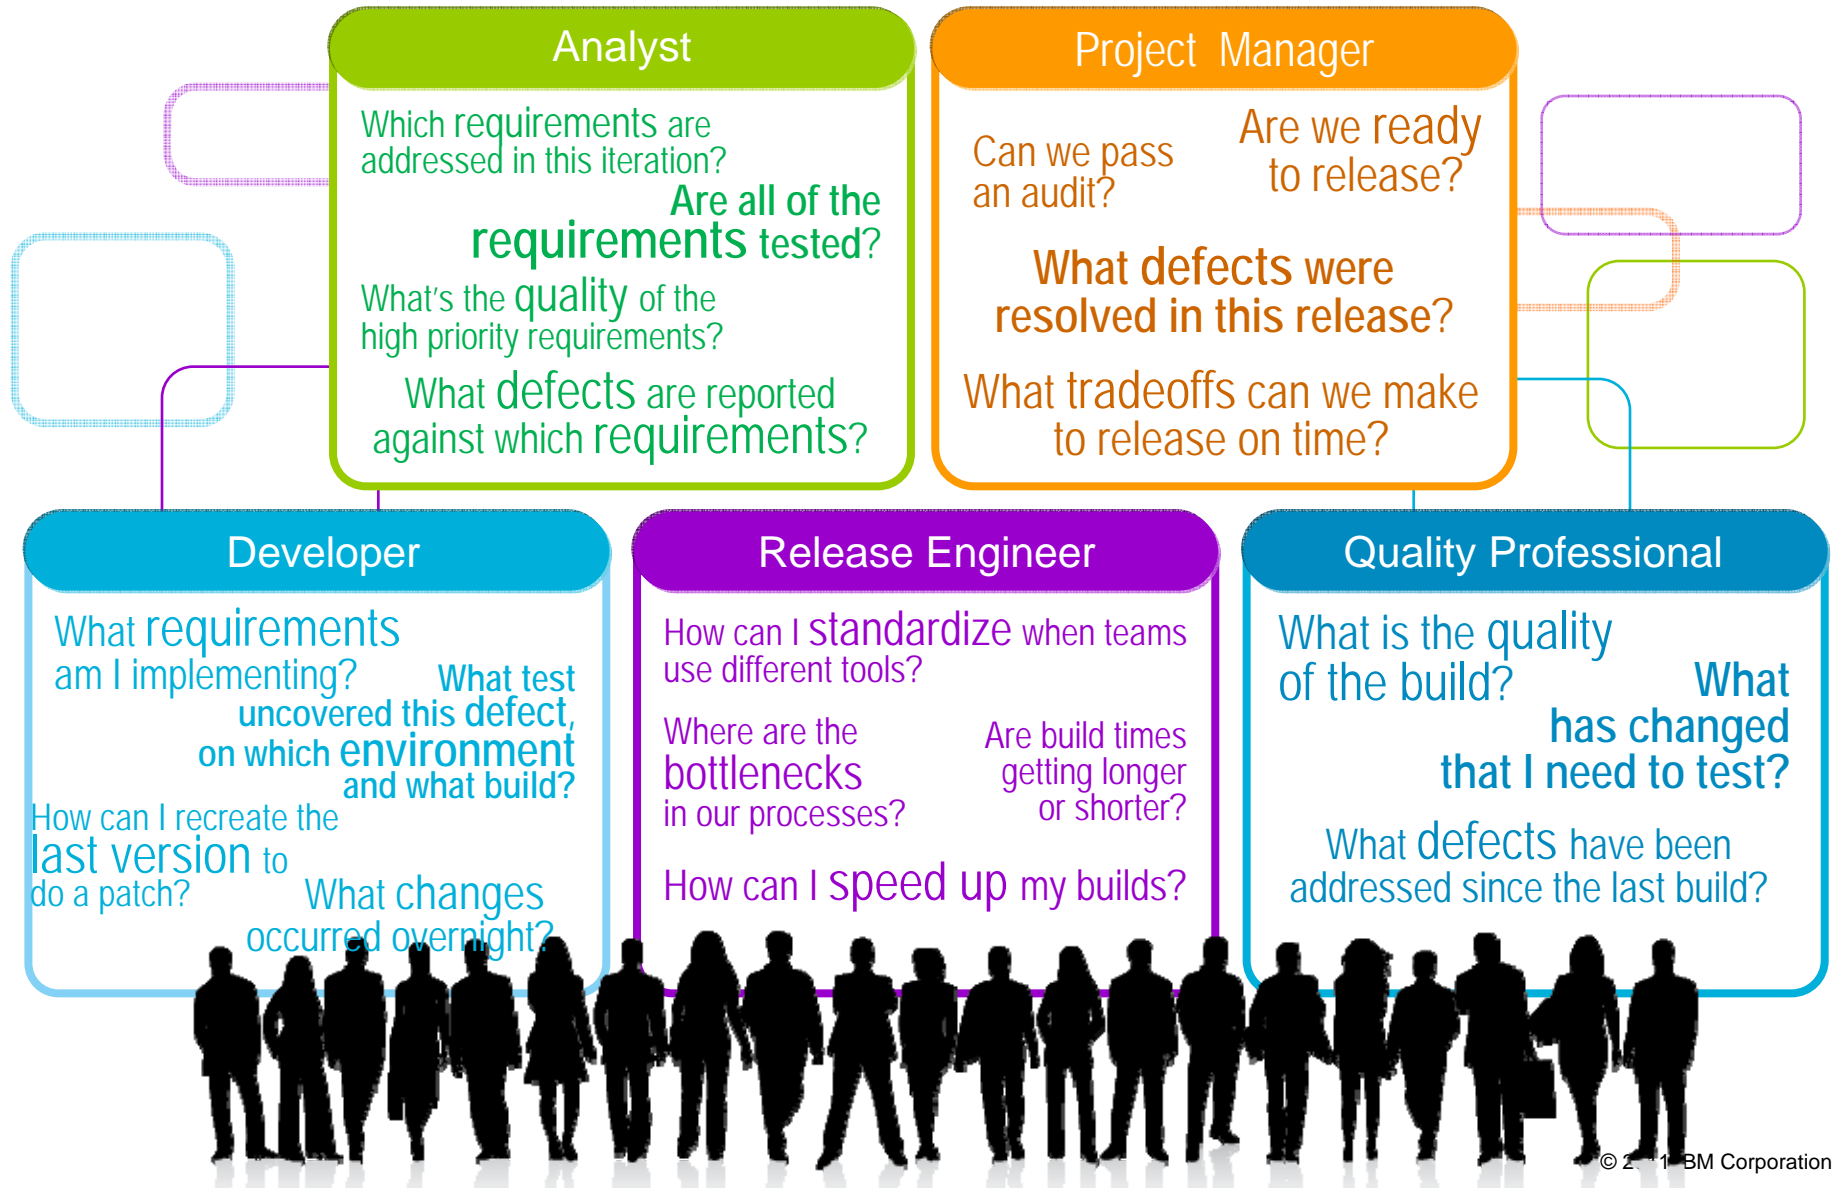 Analyst
Which requirements are
addressed in this iteration?
Are all of the
requirements tested?
What's the quality of the
high priority requirements?
What defects are reported
against which requirements?
Project Manager
Can we pass
an audit?
Are we ready
to release?
What defects were
resolved in this release?
What tradeoffs can we make
to release on time?
Developer
What requirements
am I implementing?
What test
uncovered this defect,
on which environment
and what build?
How can I recreate the
last version to
do a patch?
What changes
occurred overnight?
Release Engineer
How can I standardize when teams
use different tools?
Where are the
bottlenecks
in our processes?
Are build times
getting longer
or shorter?
How can I speed up my builds?
Quality Professional
What is the quality
of the build?
What
has changed
that I need to test?
What defects have been
addressed since the last build?
© BM Corporation